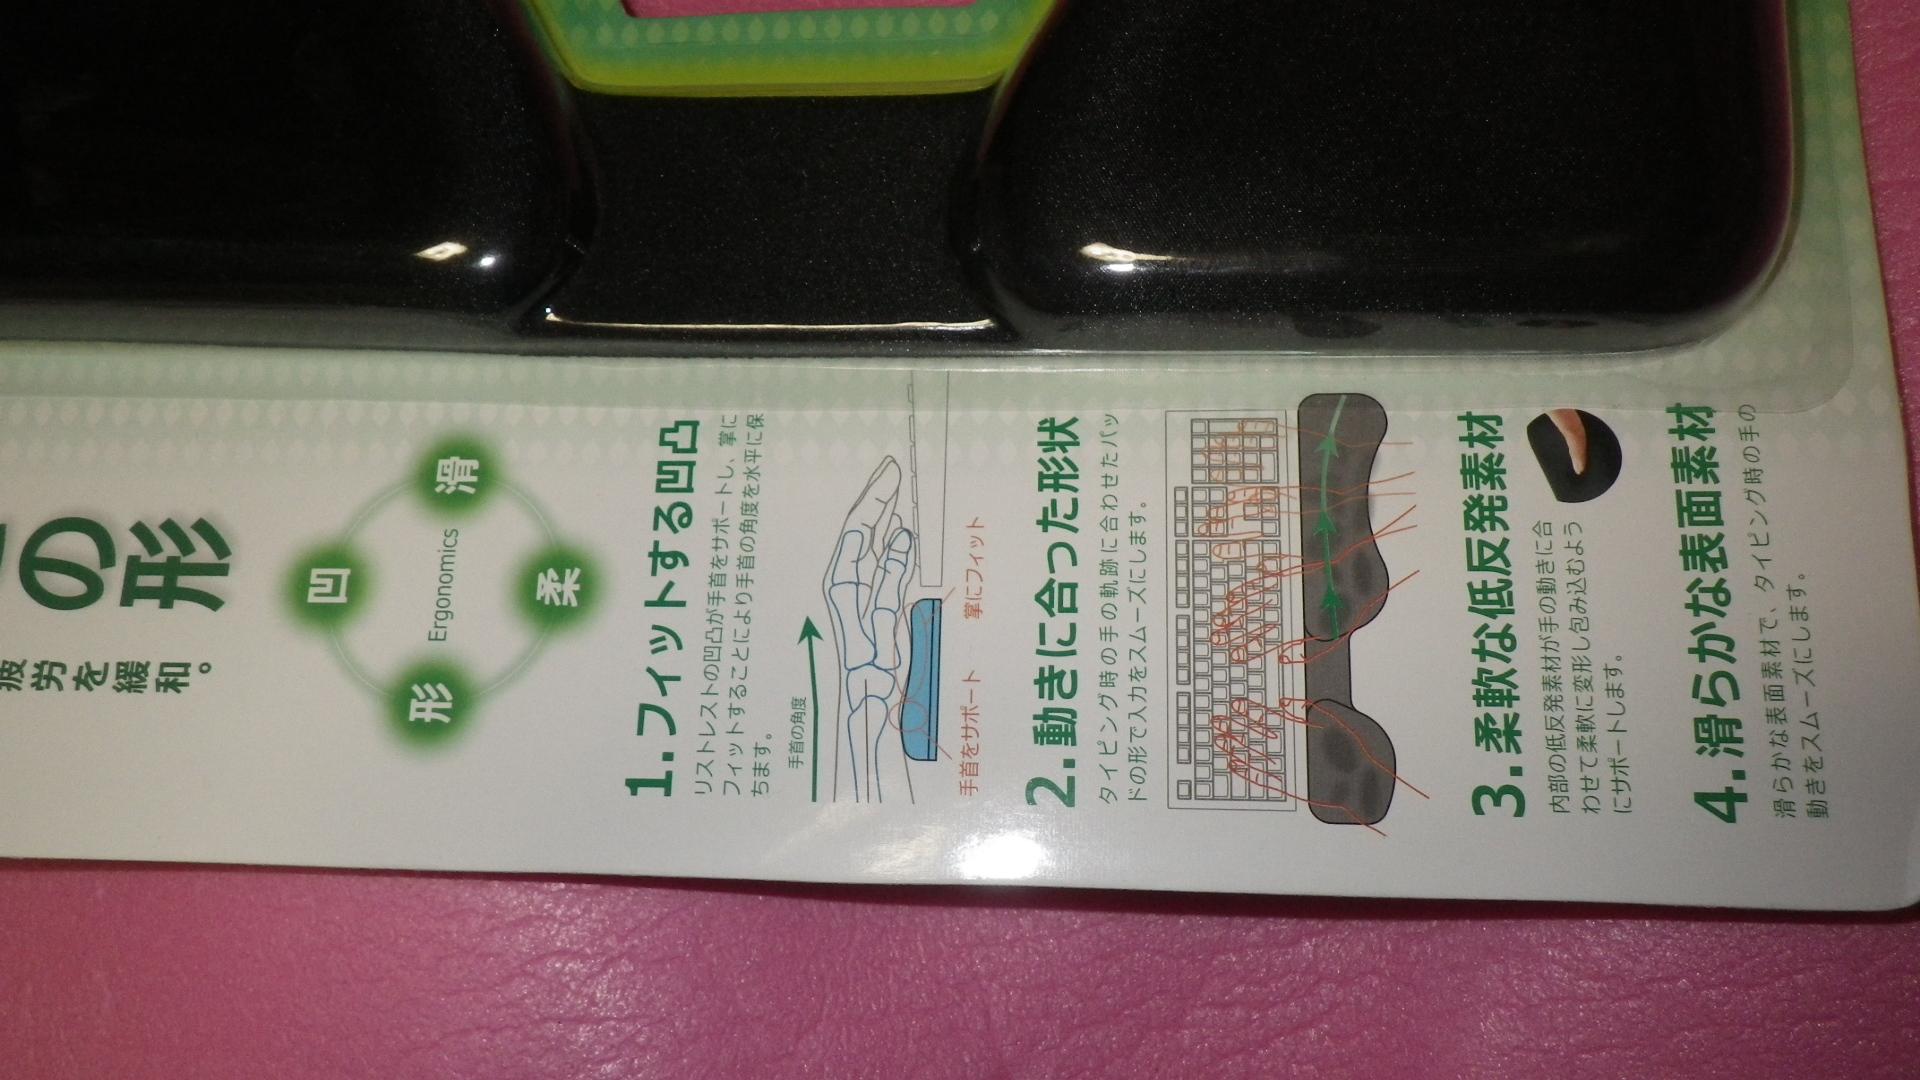 の形
疲労を緩和。
凹
滑
Ergonomics
形
柔
1.フィットする凹凸
リストレストの凹凸が手首をサポートし、掌に
フィットすることにより手首の角度を水平に保
ちます。
手首の角度
手首をサポート
掌にフィット
2.動きに合った形状
タイピング時の手の軌跡に合わせたパッ
ドの形で入力をスムーズにします。
3.柔軟な低反発素材
内部の低反発素材が手の動きに合
わせて柔軟に変形し包み込むよう
にサポートします。
4.滑らかな表面素材
滑らかな表面素材で、タイピング時の手の
動きをスムーズにします。